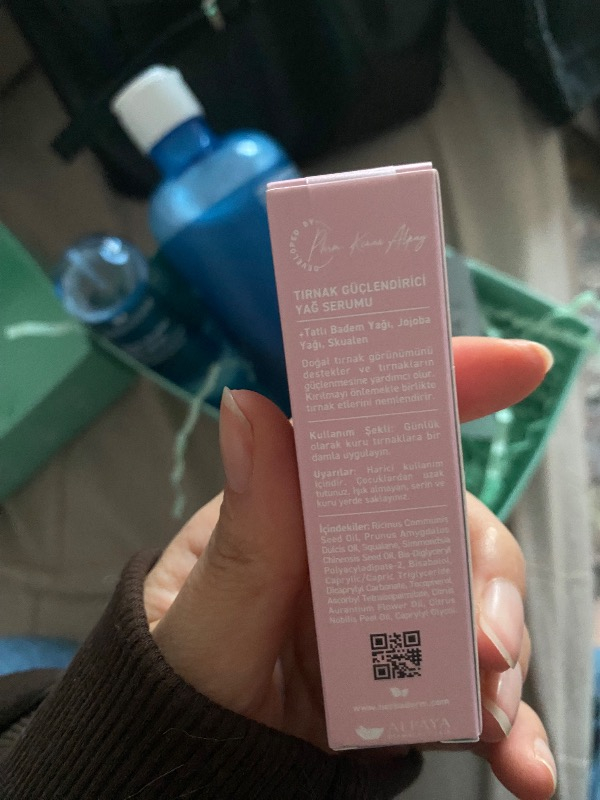 DEVELOPED BY
TIRNAK GÜÇLENDİRİCİ
YAĞ SERUMU
+Tatlı Badem Yağı, Jojoba
Yağı, Skualen
Doğal tırnak görünümünü
destekler ve tırnakların
güçlenmesine yardımcı olur.
Kırılmayı önlemekle birlikte
tırnak etlerini nemlendirir.
Kullanım Şekli: Günlük
olarak kuru tırnaklara bir
damla uygulayın.
Uyarılar: Harici kullanım
içindir. Çocuklardan uzak
tutunuz. Işık almayan, serin ve
kuru yerde saklayınız.
İçindekiler: Ricinus Communis
Seed Oil, Prunus Amygdalus
Dulcis Oil, Squalane, Simmondsia
Chinensis Seed Oil, Bis-Diglyceryl
Polyacyladipate-2, Bisabolol,
Caprylic/Capric Triglyceride,
Dicaprylyl Carbonate, Tocopherol,
Ascorbyl Tetraisopalmitate, Citrus
Aurantium Flower Oil, Citrus
Nobilis Peel Oil, Caprylyl Glycol
ALPAYA